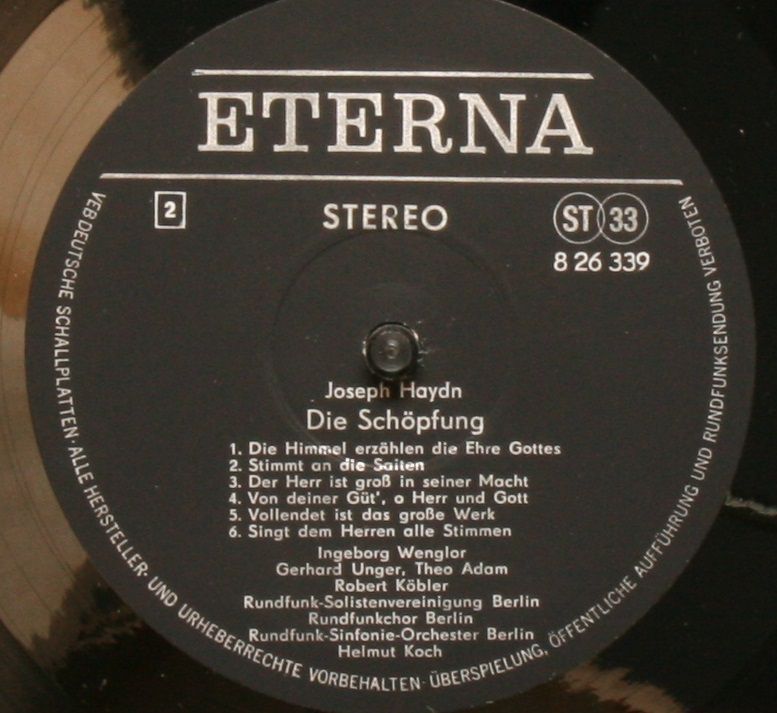 ETERNA
2
STEREO
ST 33
8 26 339
Joseph Haydn
Die Schöpfung
1. Die Himmel erzählen die Ehre Gottes
2. Stimmt an die Saiten
3. Der Herr ist groß in seiner Macht
4. Von deiner Güt', o Herr und Gott
5. Vollendet ist das große Werk
6. Singt dem Herren alle Stimmen
Ingeborg Wenglor
Gerhard Unger, Theo Adam
Robert Köbler
Rundfunk-Solistenvereinigung Berlin
Rundfunkchor Berlin
Rundfunk-Sinfonie-Orchester Berlin
Helmut Koch
VEB DEUTSCHE SCHALLPLATTEN · ALLE HERSTELLER- UND URHEBERRECHTE VORBEHALTEN · ÜBERSPIELUNG, ÖFFENTLICHE AUFFÜHRUNG UND RUNDFUNKSENDUNG VERBOTEN